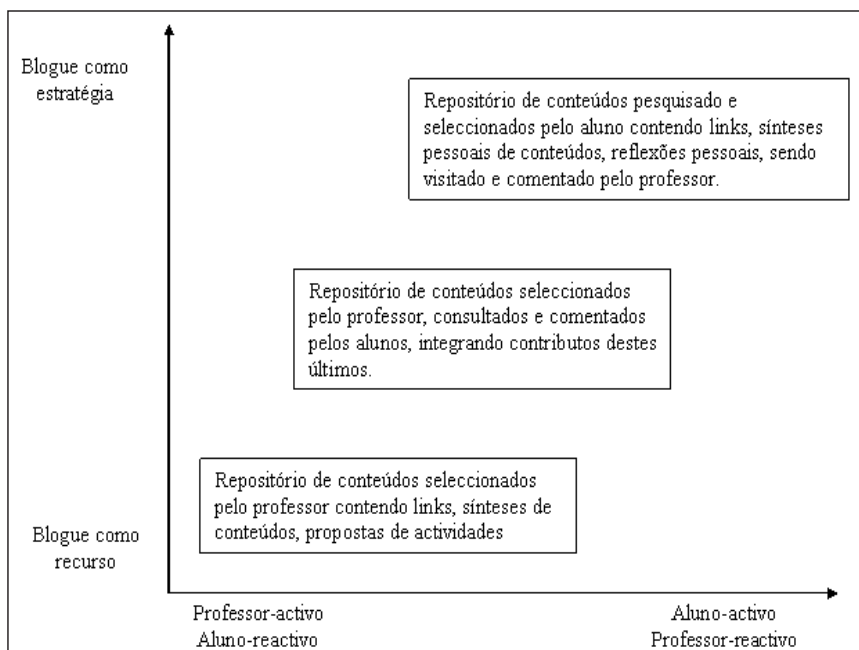 Blogue como
estratégia
Repositório de conteúdos pesquisado e
seleccionados pelo aluno contendo links, sínteses
pessoais de conteúdos, reflexões pessoais, sendo
visitado e comentado pelo professor.
Repositório de conteúdos seleccionados
pelo professor, consultados e comentados
pelos alunos, integrando contributos destes
últimos.
Repositório de conteúdos seleccionados
pelo professor contendo links, sínteses de
conteúdos, propostas de actividades
Blogue como
recurso
Professor-activo
Aluno-reactivo
Aluno-activo
Professor-reactivo